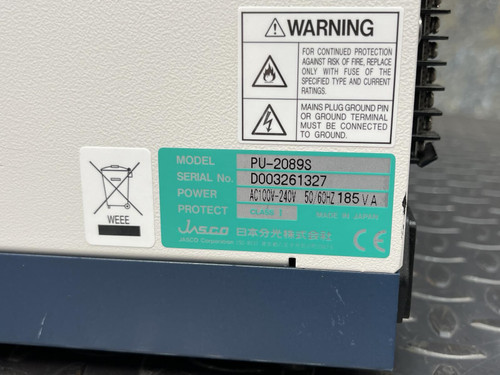 WARNING
FOR CONTINUED PROTECTION
AGAINST RISK OF FIRE, REPLACE
ONLY WITH FUSE OF THE
SPECIFIED TYPE AND CURRENT
RATINGS.
MAINS PLUG GROUND PIN
OR GROUND TERMINAL
MUST BE CONNECTED
TO GROUND.
MODEL PU-2089S
SERIAL No. D003261327
POWER AC100V-240V 50/60HZ 185 VA
PROTECT CLASS I MADE IN JAPAN
WEEE
JASCO 日本分光株式会社
JASCO Corporation
CE